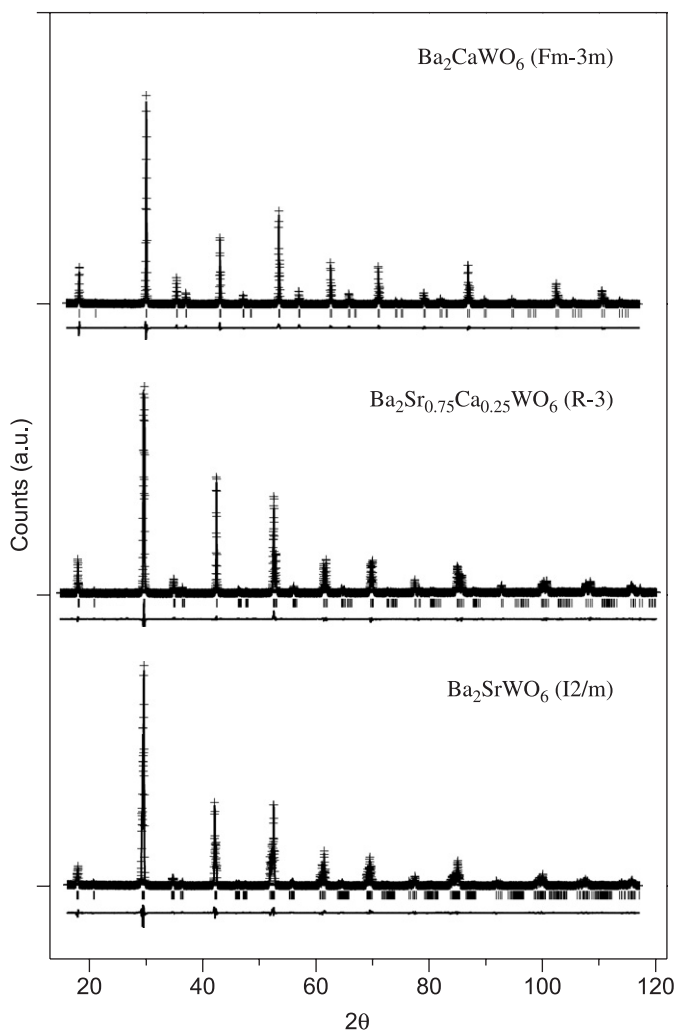 Ba₂CaWO₆ (Fm-3m)
Ba₂Sr₀.₇₅Ca₀.₂₅WO₆ (R-3)
Counts (a.u.)
Ba₂SrWO₆ (I2/m)
20 40 60 80 100 120
2θ